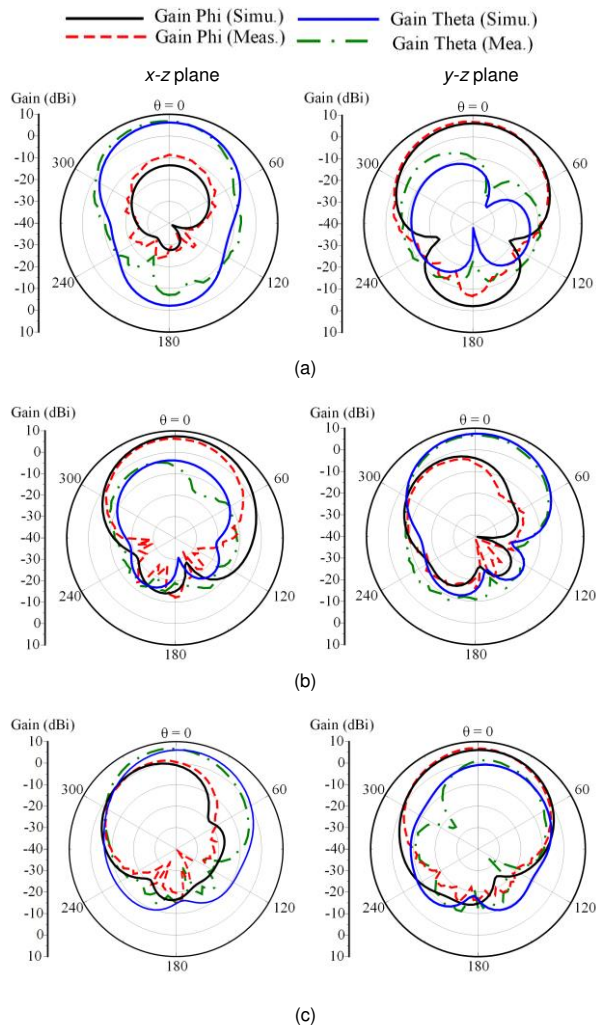 Gain Phi (Simu.) Gain Theta (Simu.)
Gain Phi (Meas.) Gain Theta (Mea.)
x-z plane y-z plane
Gain (dBi) θ = 0 Gain (dBi) θ = 0
10 10
0 0
-10 300 60 -10 300 60
-20 -20
-30 -30
-40 -40
-30 -30
-20 240 120 -20 240 120
-10 -10
0 0
10 180 10 180
(a)
Gain (dBi) θ = 0 Gain (dBi) θ = 0
10 10
0 0
-10 300 60 -10 300 60
-20 -20
-30 -30
-40 -40
-30 -30
-20 240 120 -20 240 120
-10 -10
0 0
10 180 10 180
(b)
Gain (dBi) θ = 0 Gain (dBi) θ = 0
10 10
0 0
-10 300 60 -10 300 60
-20 -20
-30 -30
-40 -40
-30 -30
-20 240 120 -20 240 120
-10 -10
0 0
10 180 10 180
(c)